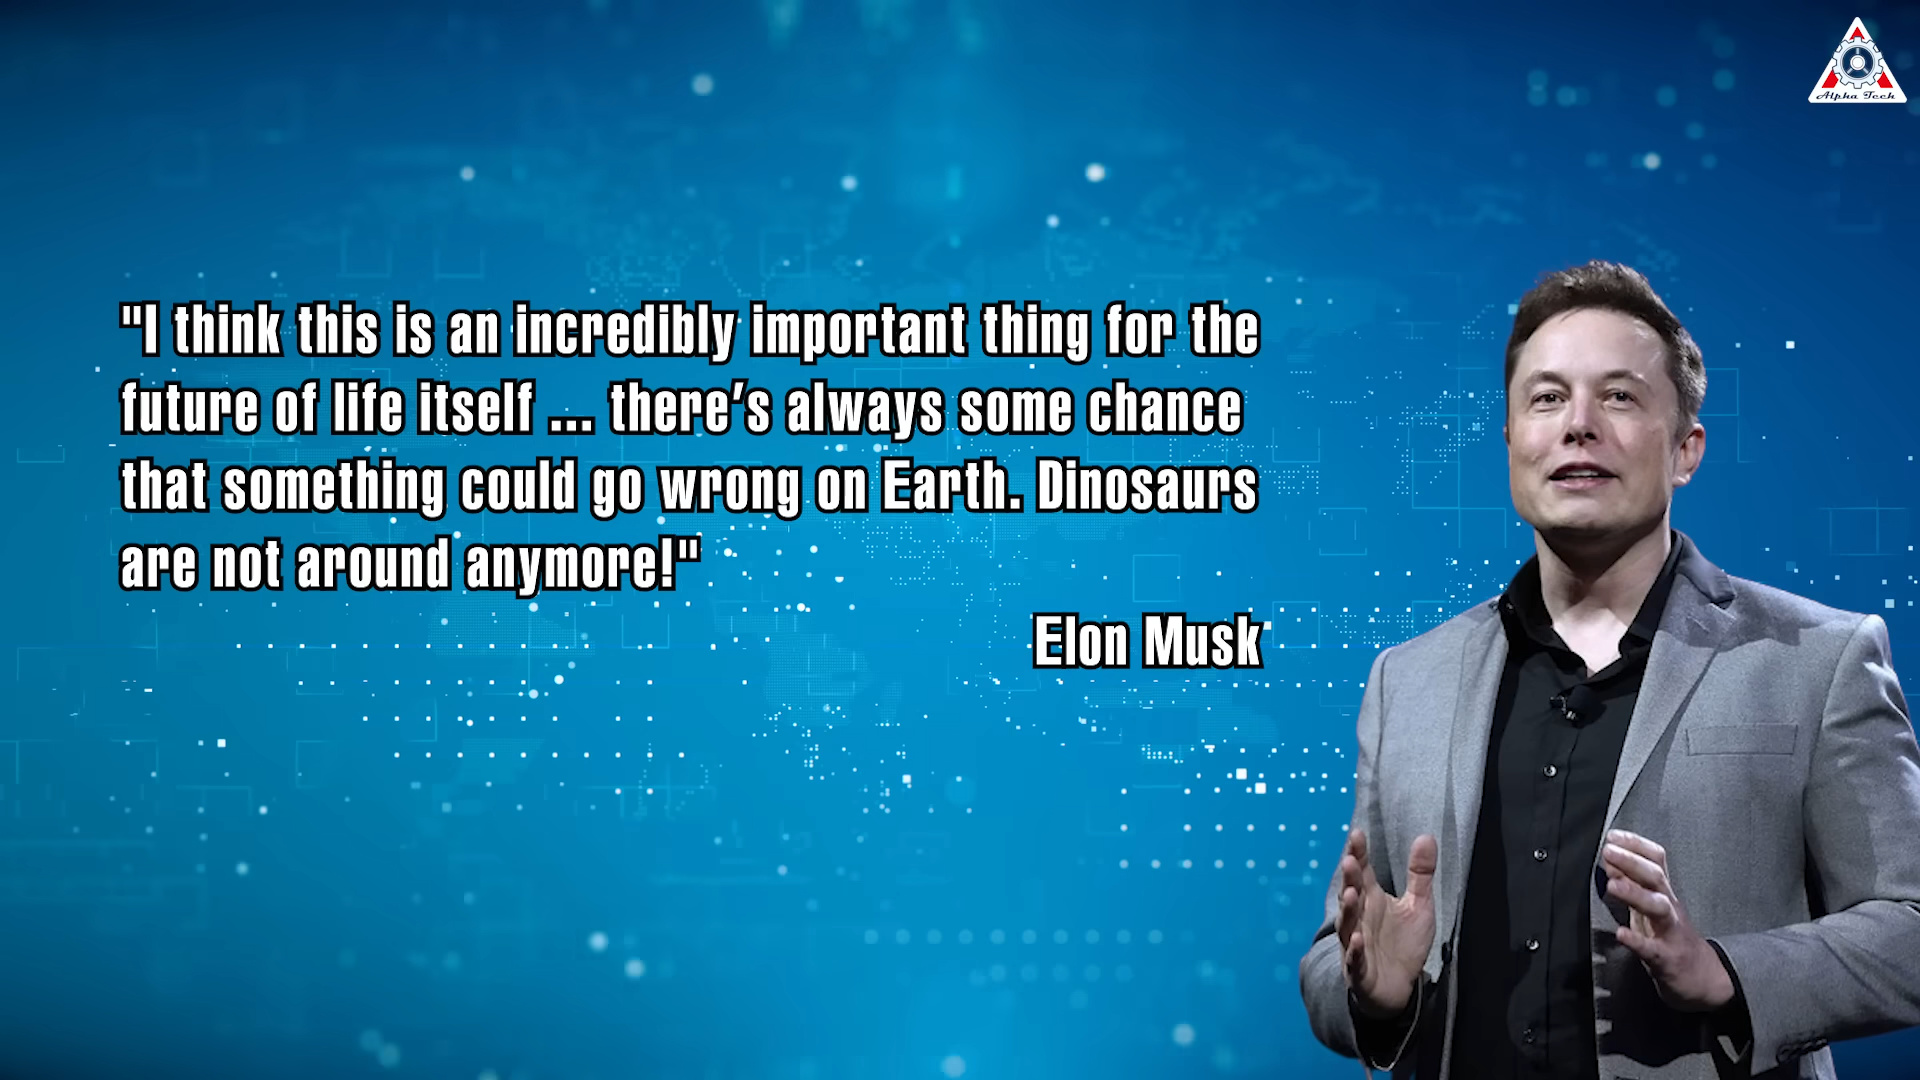 "I think this is an incredibly important thing for the
future of life itself ... there’s always some chance
that something could go wrong on Earth. Dinosaurs
are not around anymore!"
Elon Musk
Alpha Tech